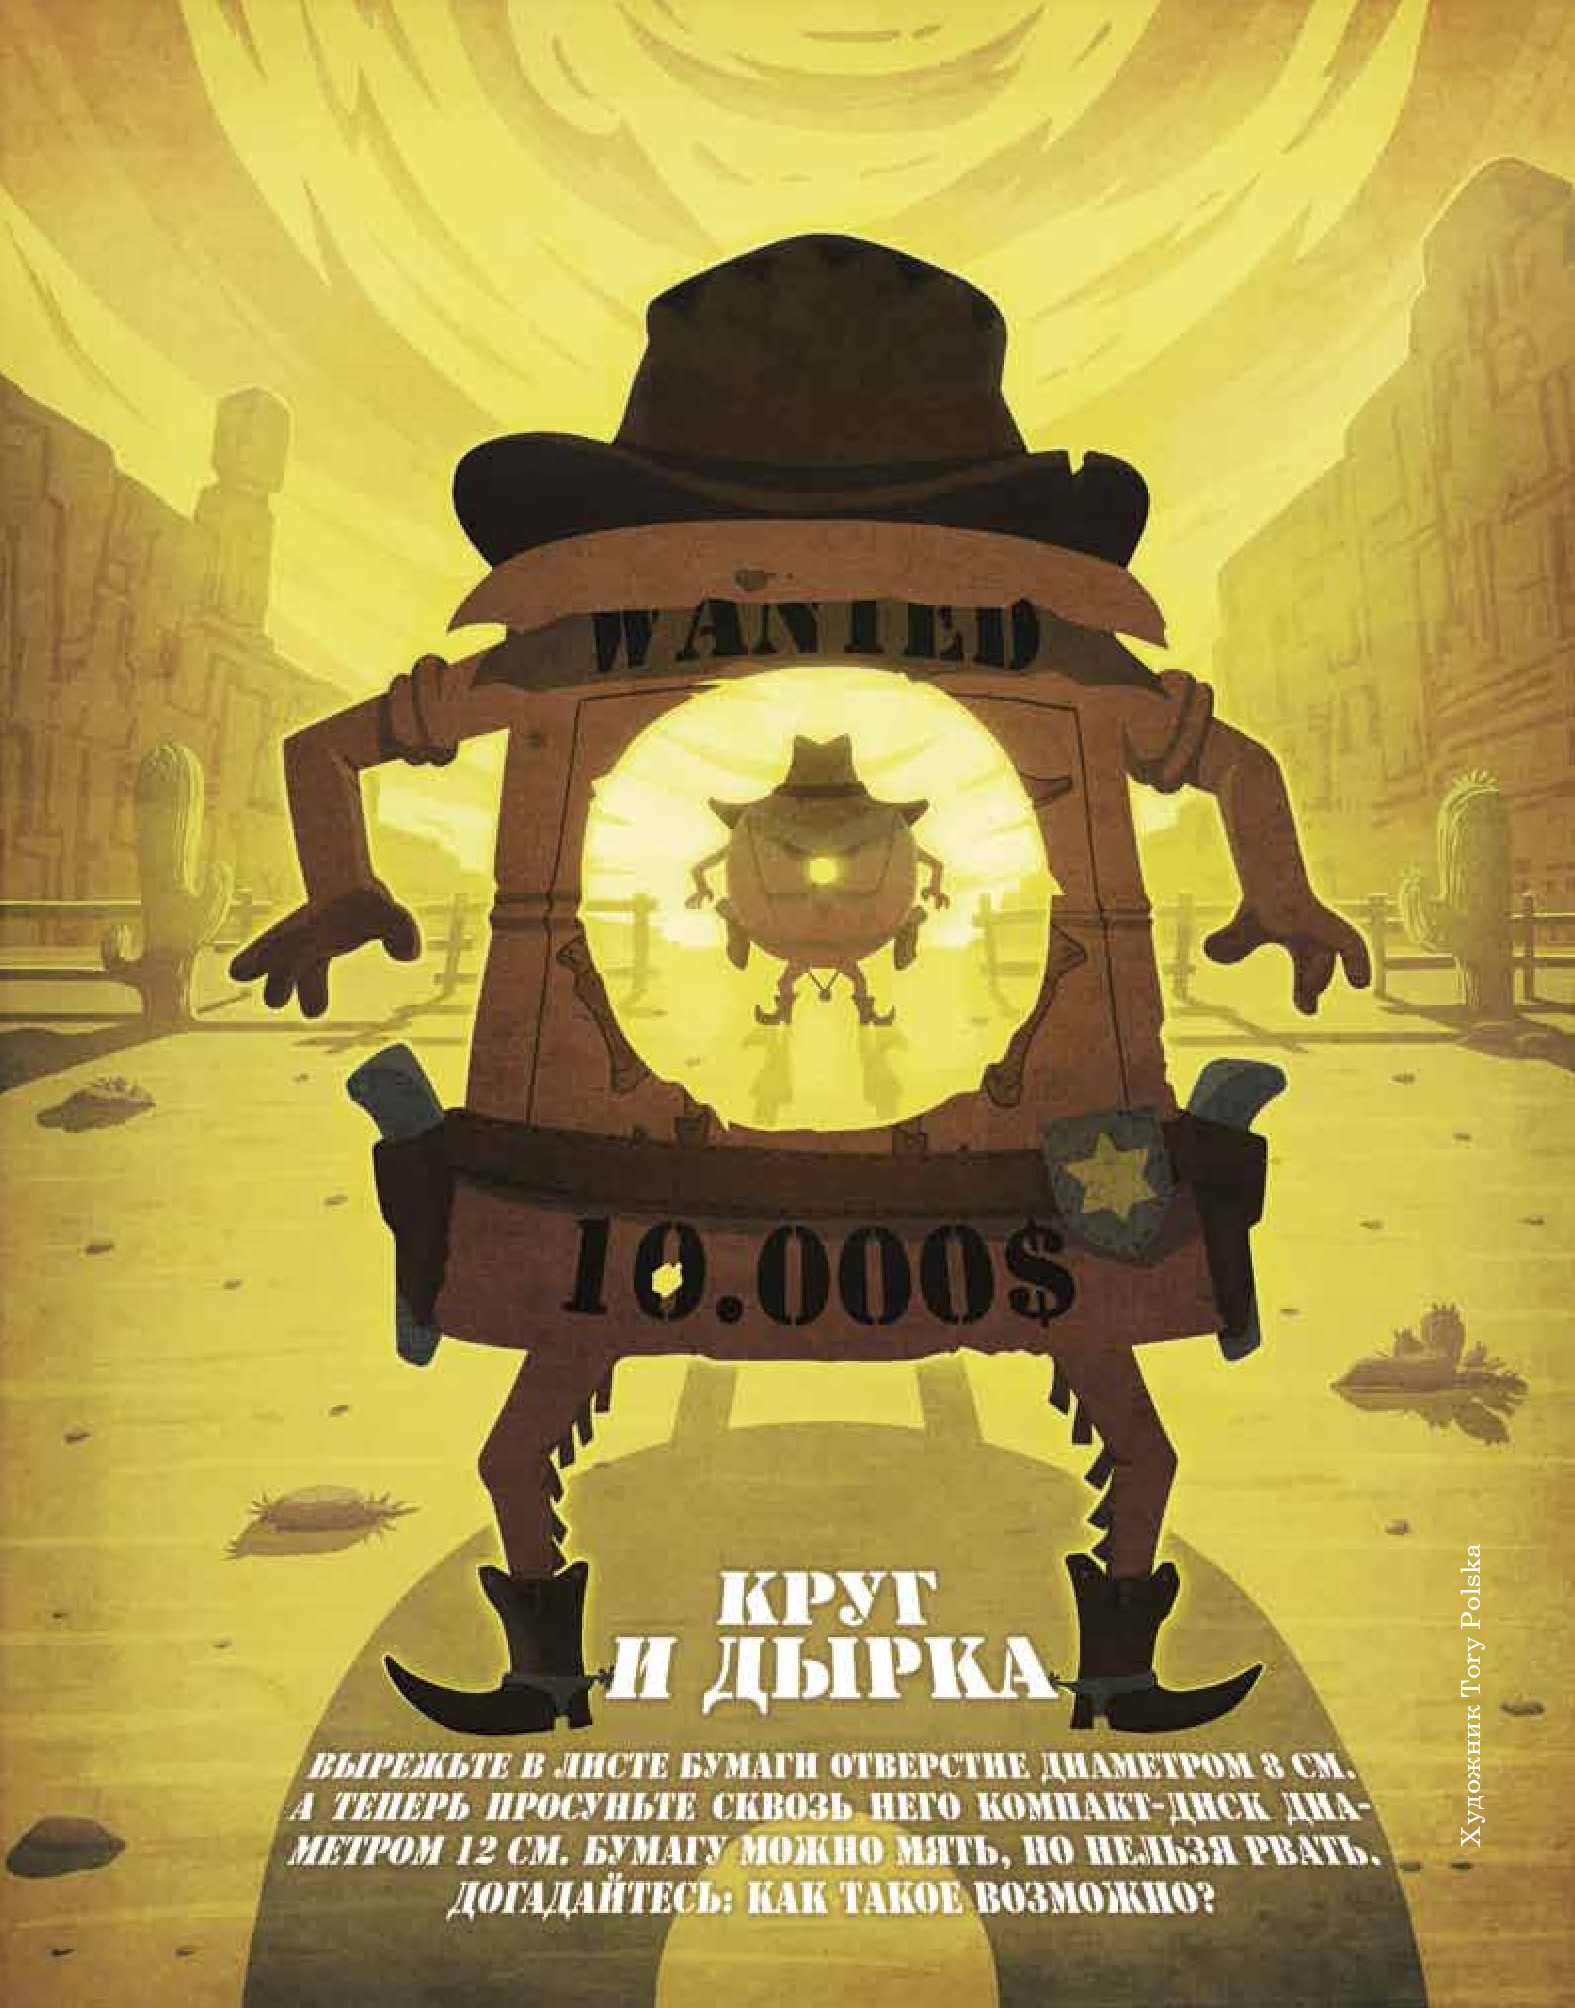 WANTED
10.000$
КРУГ
И ДЫРКА
ВЫРЕЖЬТЕ В ЛИСТЕ БУМАГИ ОТВЕРСТИЕ ДИАМЕТРОМ 8 СМ.
А ТЕПЕРЬ ПРОСУНЬТЕ СКВОЗЬ НЕГО КОМПАКТ-ДИСК ДИА-
МЕТРОМ 12 СМ. БУМАГУ МОЖНО МЯТЬ, НО НЕЛЬЗЯ РВАТЬ.
ДОГАДАЙТЕСЬ: КАК ТАКОЕ ВОЗМОЖНО?
Художник Tory Polska